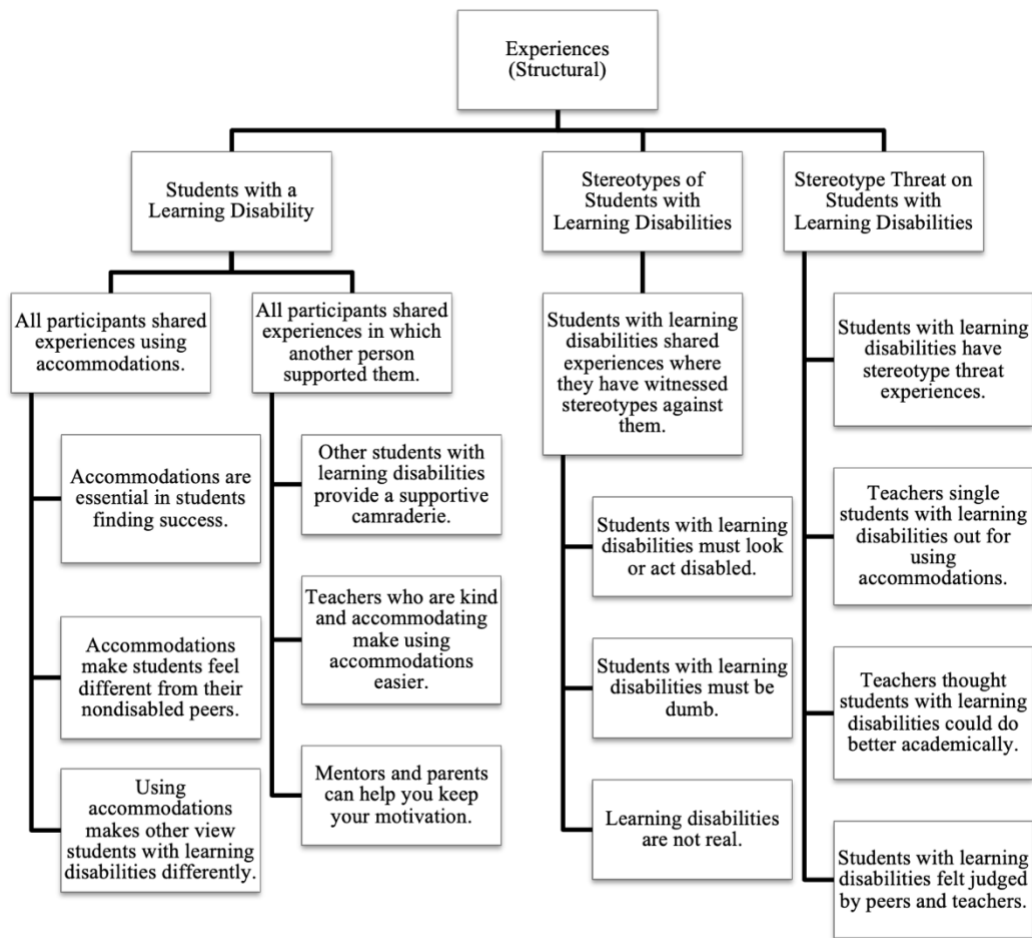 Experiences
(Structural)
Students with a
Learning Disability
All participants shared
experiences using
accommodations.
Accommodations are
essential in students
finding success.
Accommodations
make students feel
different from their
nondisabled peers.
Using
accommodations
makes other view
students with learning
disabilities differently.
All participants shared
experiences in which
another person
supported them.
Other students with
learning disabilities
provide a supportive
camraderie.
Teachers who are kind
and accommodating
make using
accommodations
easier.
Mentors and parents
can help you keep
your motivation.
Stereotypes of
Students with
Learning Disabilities
Students with learning
disabilities shared
experiences where
they have witnessed
stereotypes against
them.
Students with learning
disabilities must look
or act disabled.
Students with learning
disabilities must be
dumb.
Learning disabilities
are not real.
Stereotype Threat on
Students with
Learning Disabilities
Students with learning
disabilities have
stereotype threat
experiences.
Teachers single
students with learning
disabilities out for
using
accommodations.
Teachers thought
students with learning
disabilities could do
better academically.
Students with learning
disabilities felt judged
by peers and teachers.